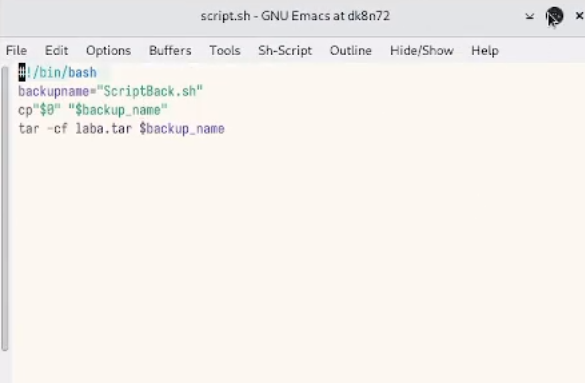 script.sh - GNU Emacs at dk8n72
File Edit Options Buffers Tools Sh-Script Outline Hide/Show Help
#!/bin/bash
backupname="ScriptBack.sh"
cp"$0" "$backup_name"
tar -cf laba.tar $backup_name